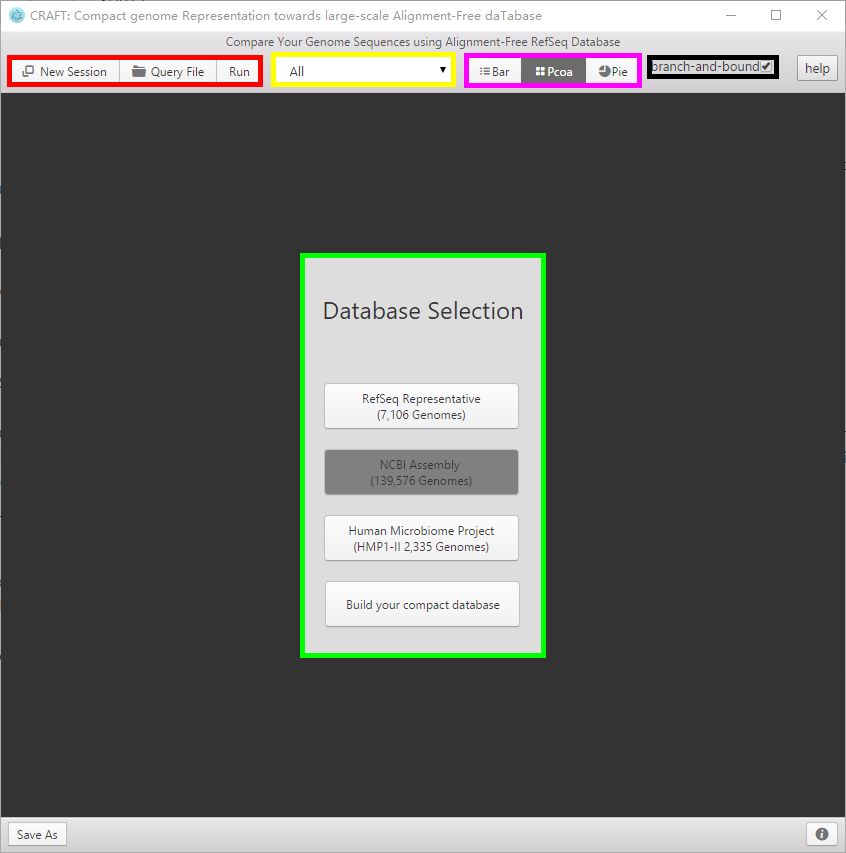 CRAFT: Compact genome Representation towards large-scale Alignment-Free daTabase
Compare Your Genome Sequences using Alignment-Free RefSeq Database
New Session Query File Run All Bar Pcoa Pie branch-and-bound help
Database Selection
RefSeq Representative
(7,106 Genomes)
NCBI Assembly
(139,576 Genomes)
Human Microbiome Project
(HMP1-II 2,335 Genomes)
Build your compact database
Save As